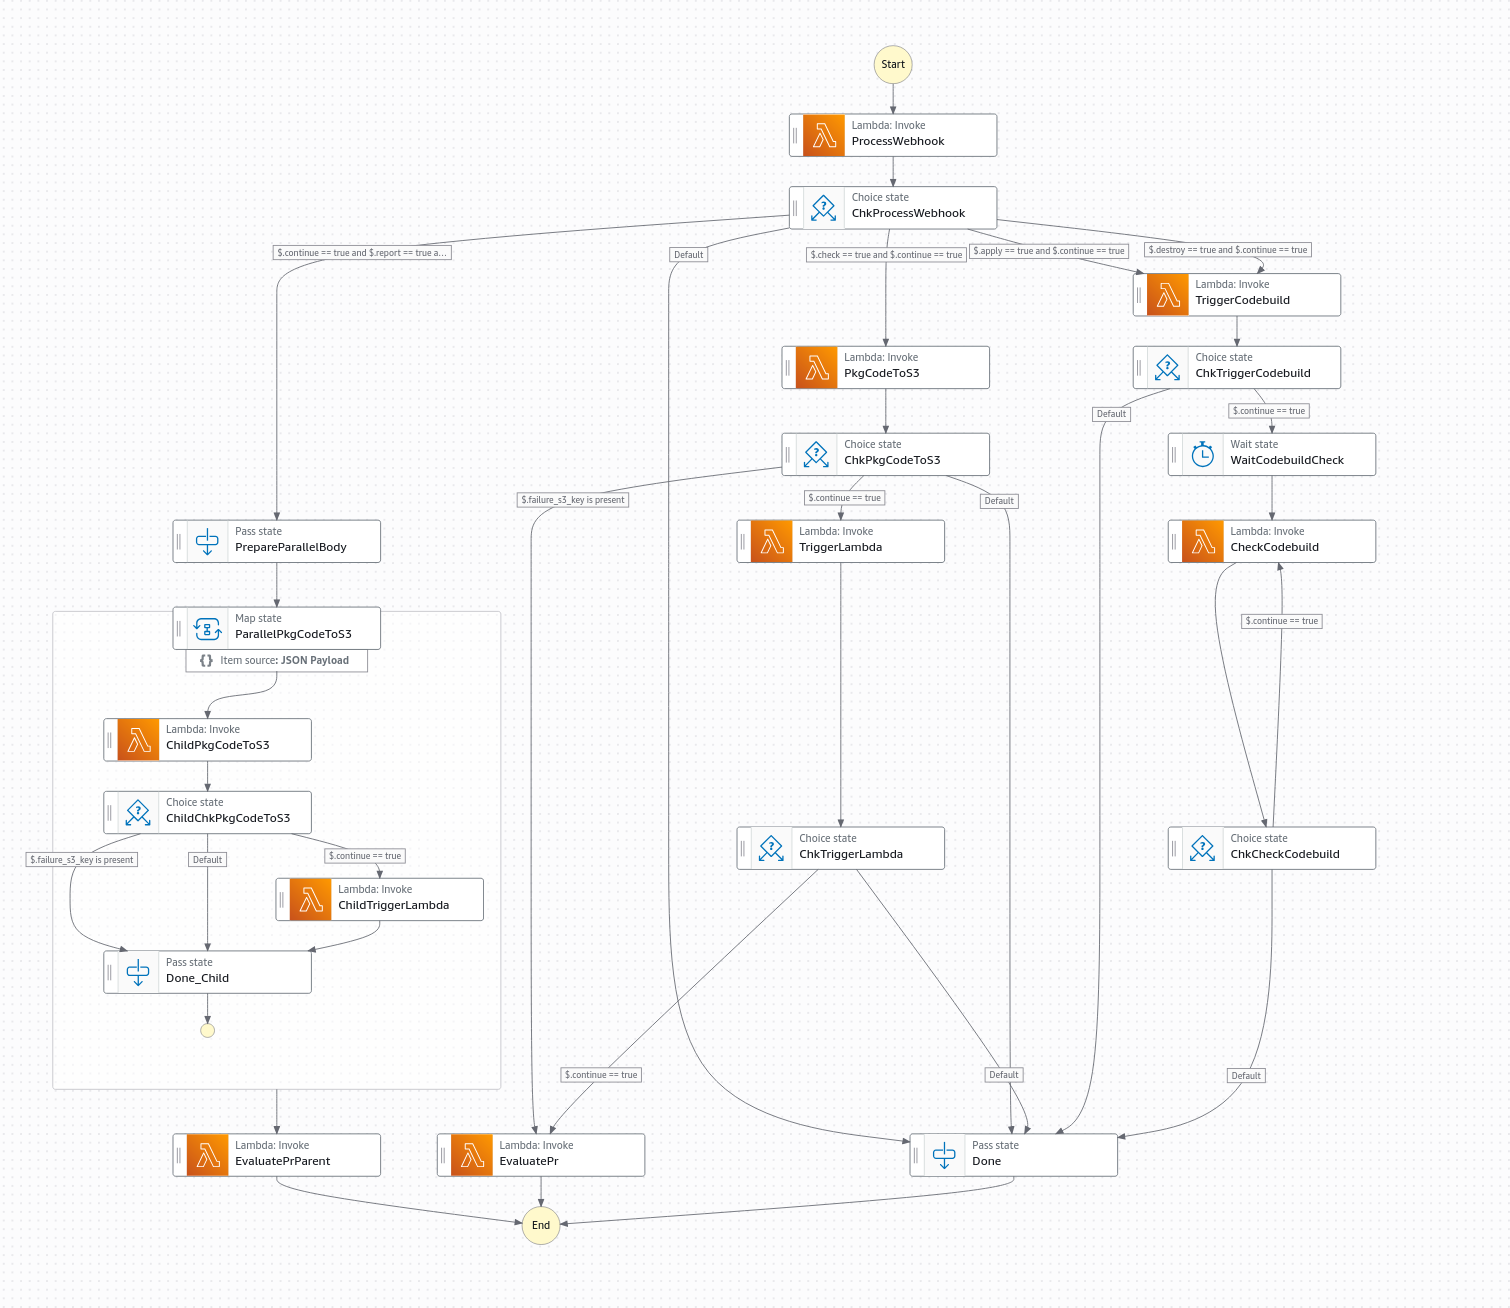 Start
Lambda: Invoke
ProcessWebhook
Choice state
ChkProcessWebhook
$.continue == true and $.report == true a...
Default
$.check == true and $.continue == true
$.apply == true and $.continue == true
$.destroy == true and $.continue == true
Lambda: Invoke
TriggerCodebuild
Lambda: Invoke
PkgCodeToS3
Choice state
ChkTriggerCodebuild
Default
$.continue == true
Choice state
ChkPkgCodeToS3
Wait state
WaitCodebuildCheck
$.failure_s3_key is present
$.continue == true
Default
Pass state
PrepareParallelBody
Lambda: Invoke
TriggerLambda
Lambda: Invoke
CheckCodebuild
Map state
ParallelPkgCodeToS3
{} Item source: JSON Payload
$.continue == true
Lambda: Invoke
ChildPkgCodeToS3
Choice state
ChildChkPkgCodeToS3
Choice state
ChkTriggerLambda
Choice state
ChkCheckCodebuild
$.failure_s3_key is present
Default
$.continue == true
Lambda: Invoke
ChildTriggerLambda
Pass state
Done_Child
$.continue == true
Default
Default
Lambda: Invoke
EvaluatePrParent
Lambda: Invoke
EvaluatePr
Pass state
Done
End